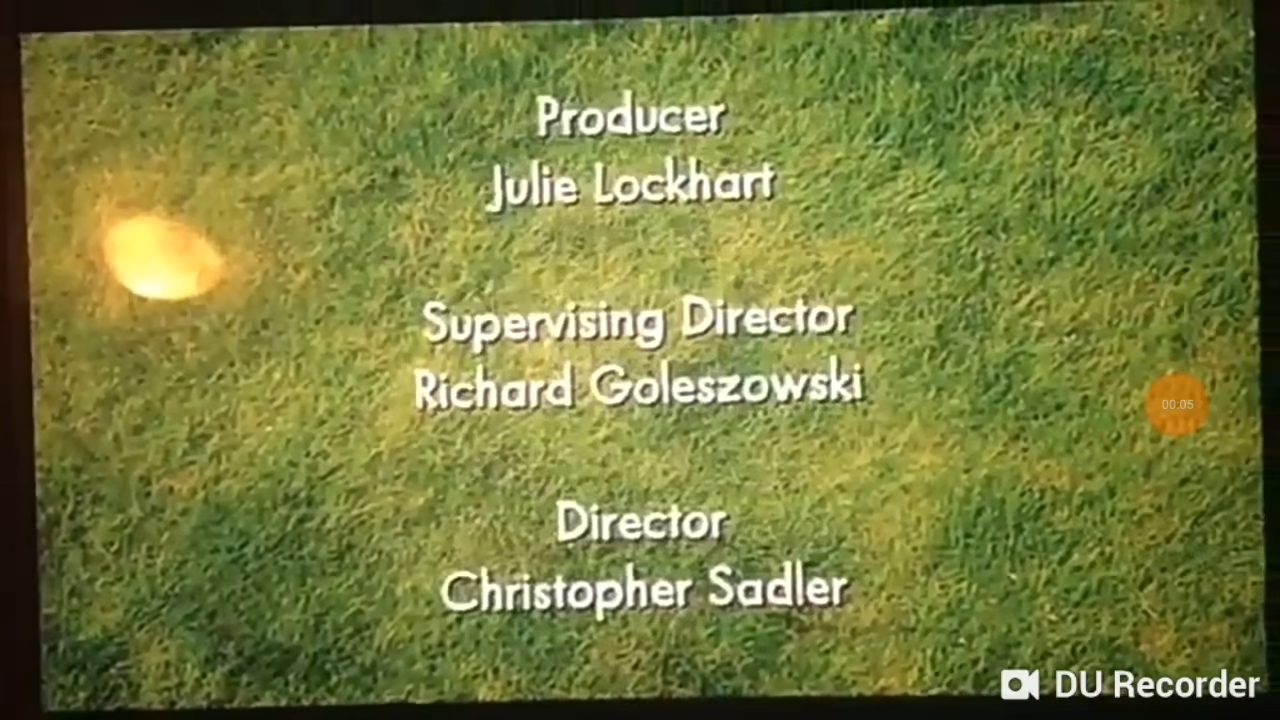 Producer
Julie Lockhart
Supervising Director
Richard Goleszowski
Director
Christopher Sadler
00:05
DU Recorder